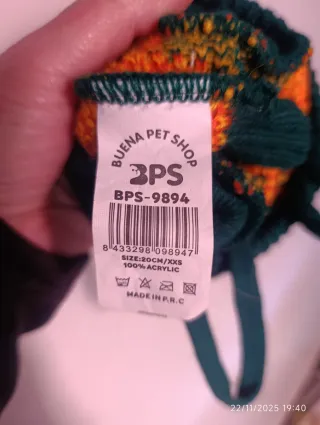 BUENA PET SHOP
BPS
BPS-9894
8 433298 098947
SIZE:20CM/XXS
100% ACRYLIC
MADE IN P.R.C
22/11/2025 19:40